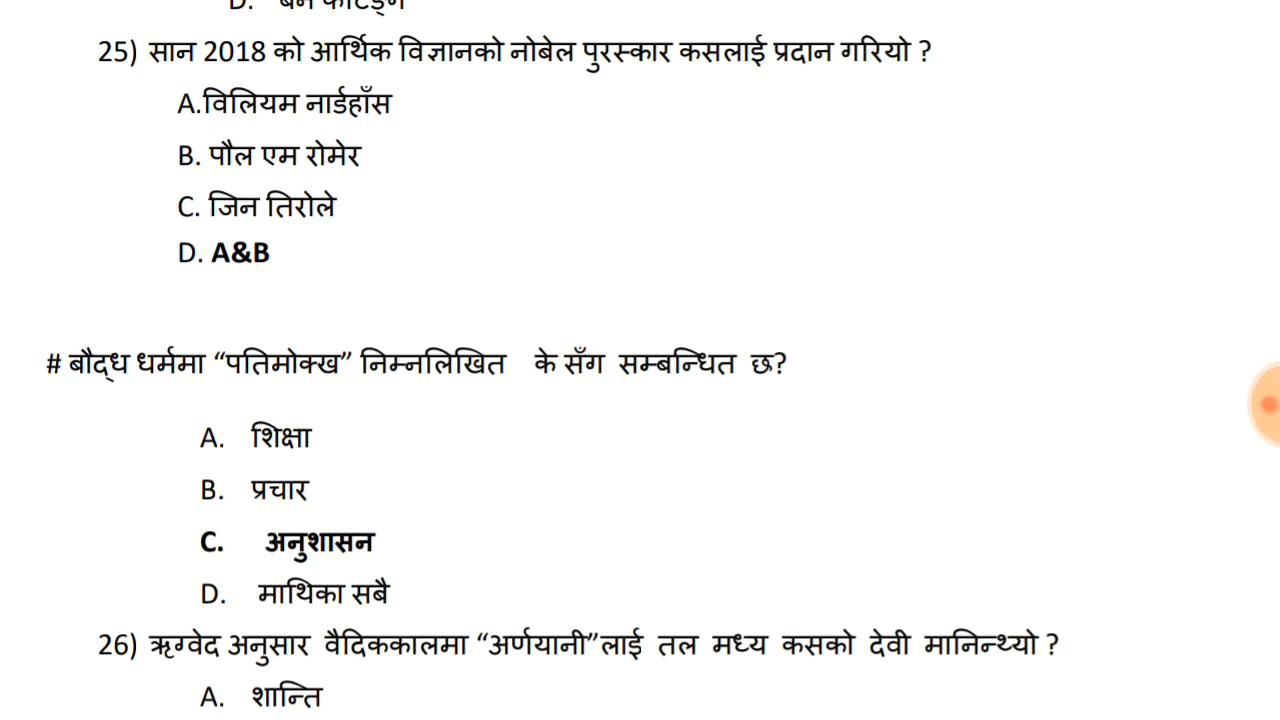 25) सान 2018 को आर्थिक विज्ञानको नोबेल पुरस्कार कसलाई प्रदान गरियो ?
A.विलियम नार्डहाँस
B. पौल एम रोमेर
C. जिन तिरोले
D. A&B
# बौद्ध धर्ममा “पतिमोक्ख” निम्नलिखित के सँग सम्बन्धित छ?
A. शिक्षा
B. प्रचार
C. अनुशासन
D. माथिका सबै
26) ऋग्वेद अनुसार वैदिककालमा “अर्णयानी”लाई तल मध्य कसको देवी मानिन्थ्यो ?
A. शान्ति